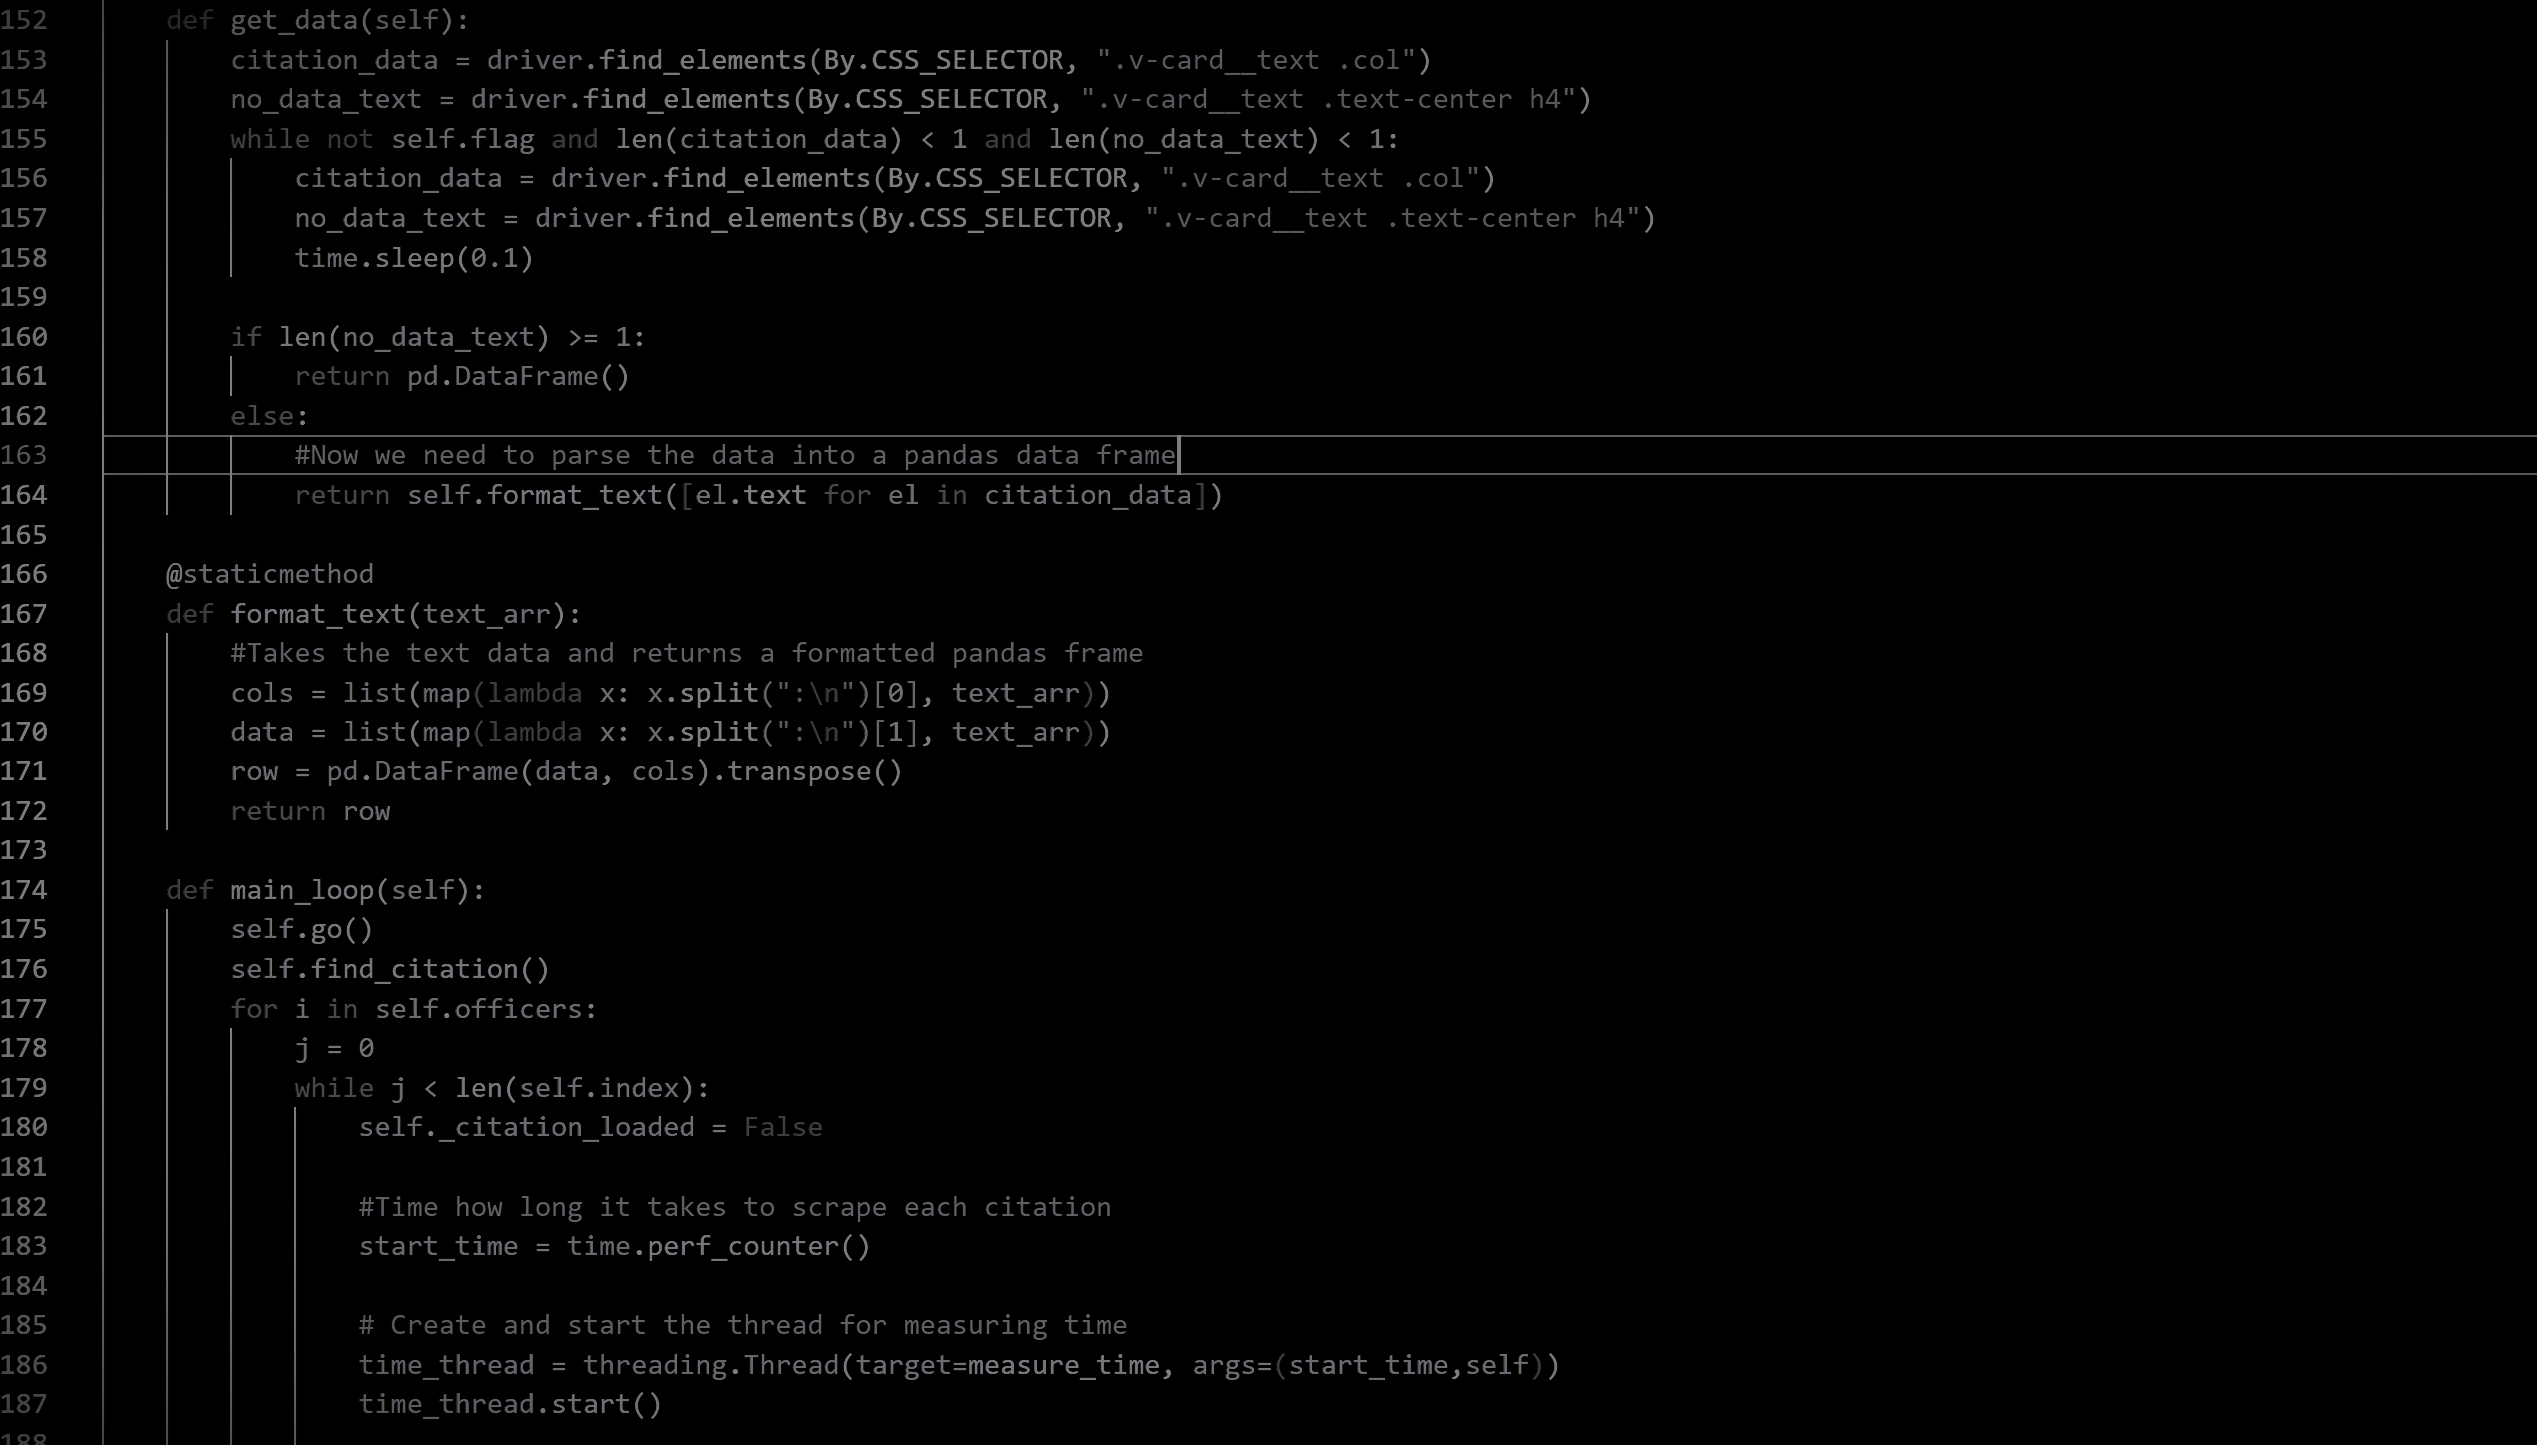 152 def get_data(self):
153 citation_data = driver.find_elements(By.CSS_SELECTOR, ".v-card__text .col")
154 no_data_text = driver.find_elements(By.CSS_SELECTOR, ".v-card__text .text-center h4")
155 while not self.flag and len(citation_data) < 1 and len(no_data_text) < 1:
156 citation_data = driver.find_elements(By.CSS_SELECTOR, ".v-card__text .col")
157 no_data_text = driver.find_elements(By.CSS_SELECTOR, ".v-card__text .text-center h4")
158 time.sleep(0.1)
159
160 if len(no_data_text) >= 1:
161 return pd.DataFrame()
162 else:
163 #Now we need to parse the data into a pandas data frame
164 return self.format_text([el.text for el in citation_data])
165
166 @staticmethod
167 def format_text(text_arr):
168 #Takes the text data and returns a formatted pandas frame
169 cols = list(map(lambda x: x.split(":\n")[0], text_arr))
170 data = list(map(lambda x: x.split(":\n")[1], text_arr))
171 row = pd.DataFrame(data, cols).transpose()
172 return row
173
174 def main_loop(self):
175 self.go()
176 self.find_citation()
177 for i in self.officers:
178 j = 0
179 while j < len(self.index):
180 self._citation_loaded = False
181
182 #Time how long it takes to scrape each citation
183 start_time = time.perf_counter()
184
185 # Create and start the thread for measuring time
186 time_thread = threading.Thread(target=measure_time, args=(start_time,self))
187 time_thread.start()
188